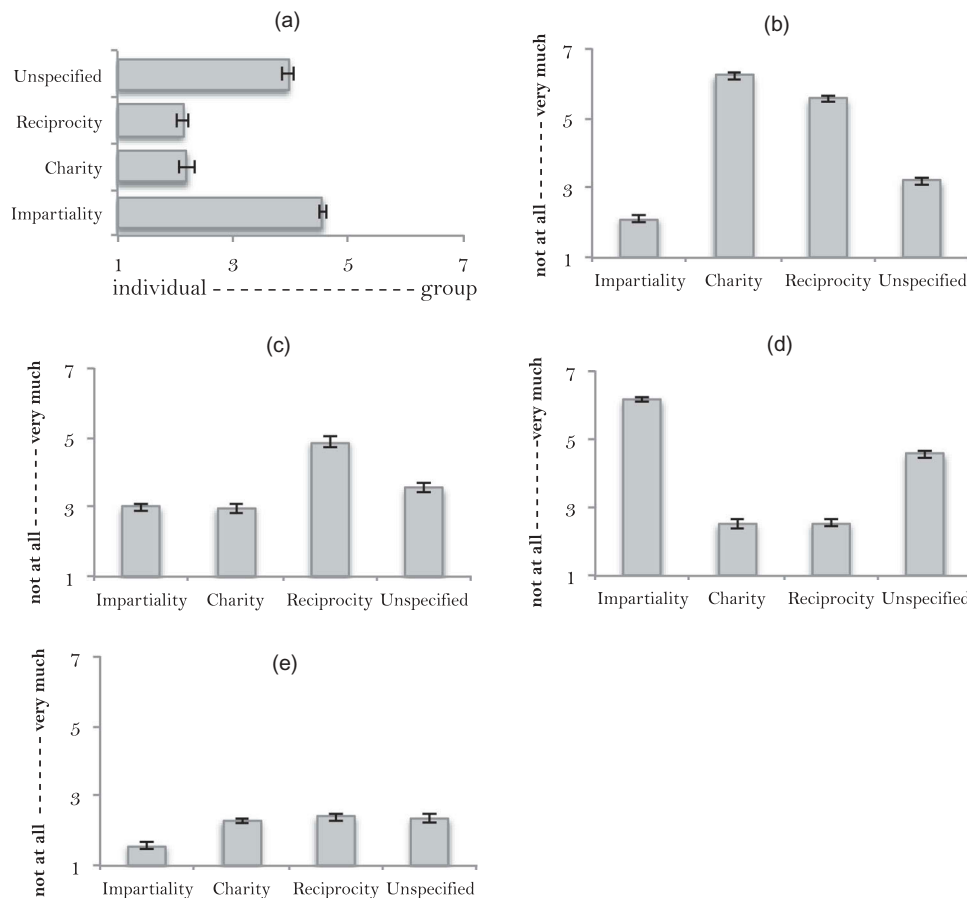 (a)
Unspecified
Reciprocity
Charity
Impartiality
1 3 5 7
individual - - - - - - - - - - - - - - - - - - group
(b)
not at all - - - - - - - - very much
7
5
3
1
Impartiality Charity Reciprocity Unspecified
(c)
not at all - - - - - - - - very much
7
5
3
1
Impartiality Charity Reciprocity Unspecified
(d)
not at all - - - - - - - -very much
7
5
3
1
Impartiality Charity Reciprocity Unspecified
(e)
not at all - - - - - - - - very much
7
5
3
1
Impartiality Charity Reciprocity Unspecified